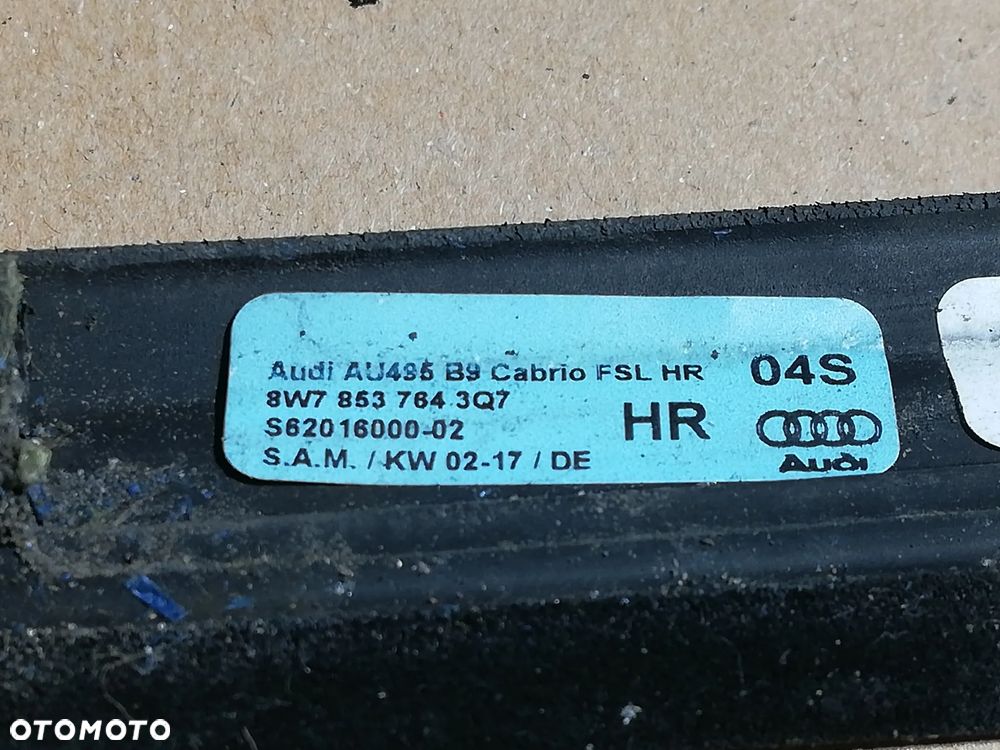 Audi AU495 B9 Cabrio FSL HR 04S
8W7 853 764 3Q7
S62016000-02 HR
S.A.M. / KW 02-17 / DE Audi
OTOMOTO